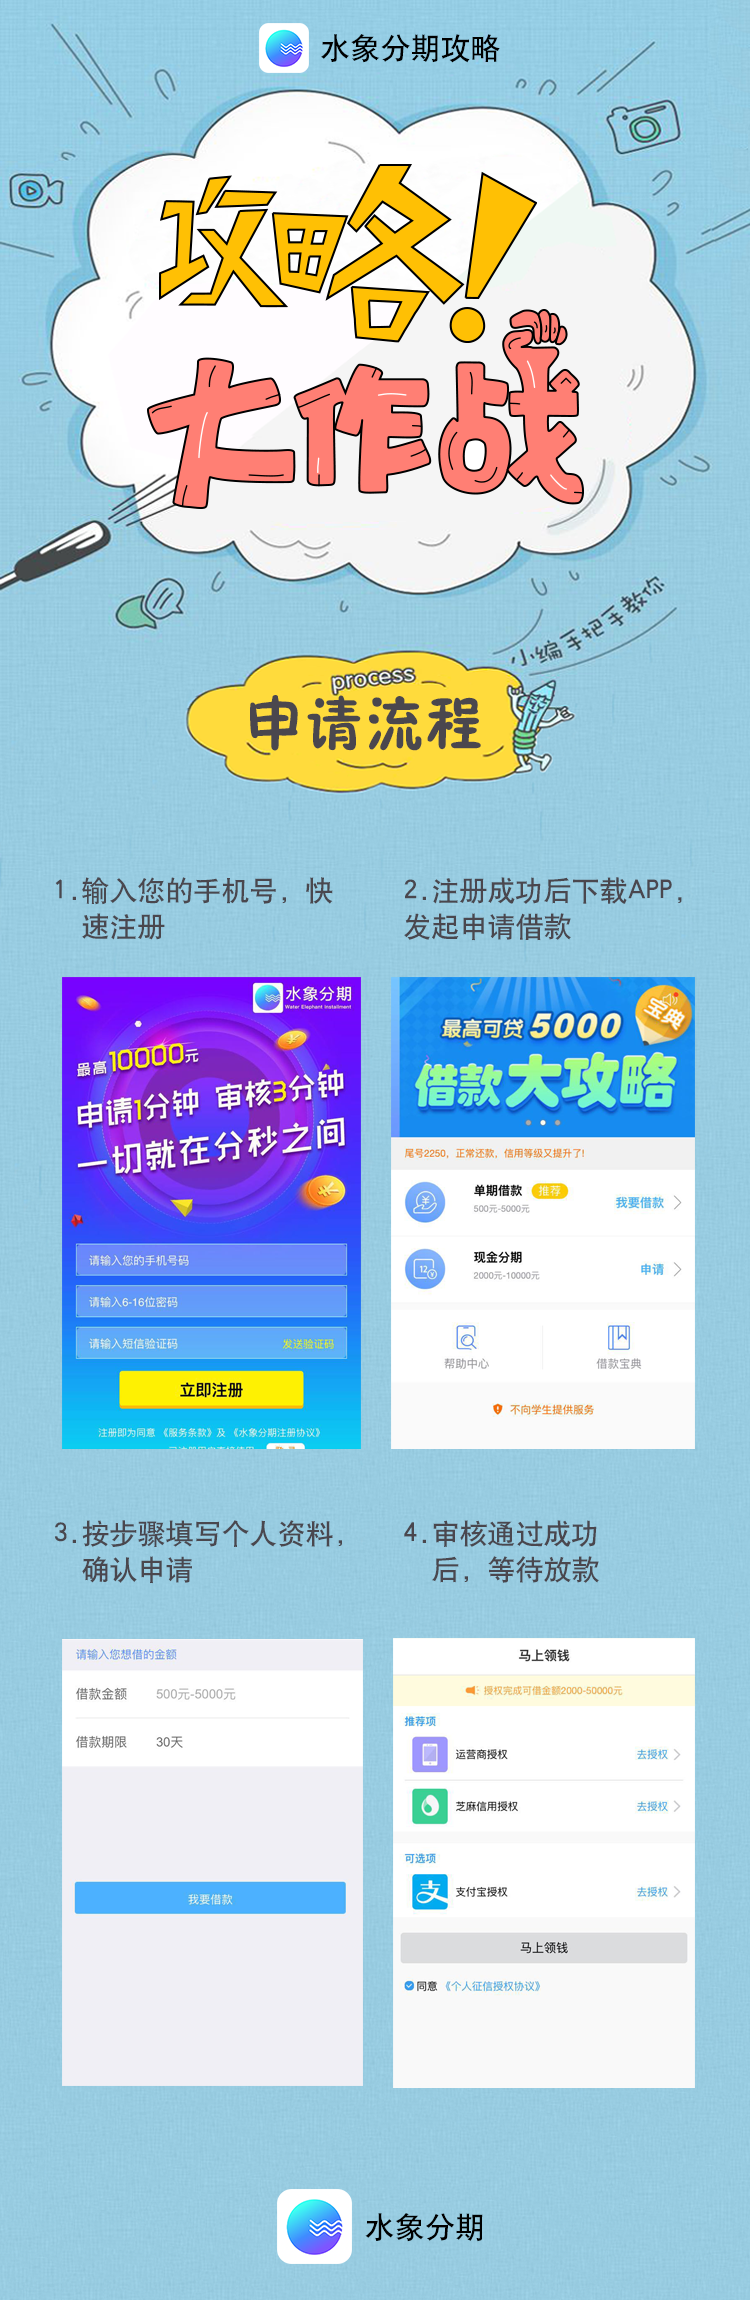 水象分期攻略
攻略!
大作战
小编手把手教你
process
申请流程
1.输入您的手机号，快
速注册
2.注册成功后下载APP，
发起申请借款
水象分期
Water Elephant Installment
最高10000元
申请1分钟 审核3分钟
一切就在分秒之间
请输入您的手机号码
请输入6-16位密码
请输入短信验证码
发送验证码
立即注册
注册即为同意《服务条款》及《水象分期注册协议》
宝典
最高可贷5000
借款大攻略
尾号2250，正常还款，信用等级又提升了!
单期借款 推荐
500元-5000元
我要借款
现金分期
2000元-10000元
申请
帮助中心
借款宝典
不向学生提供服务
3.按步骤填写个人资料，
确认申请
4.审核通过成功
后，等待放款
请输入您想借的金额
借款金额 500元-5000元
借款期限 30天
我要借款
马上领钱
授权完成可借金额2000-50000元
推荐项
运营商授权 去授权
芝麻信用授权 去授权
可选项
支
支付宝授权 去授权
马上领钱
同意《个人征信授权协议》
水象分期